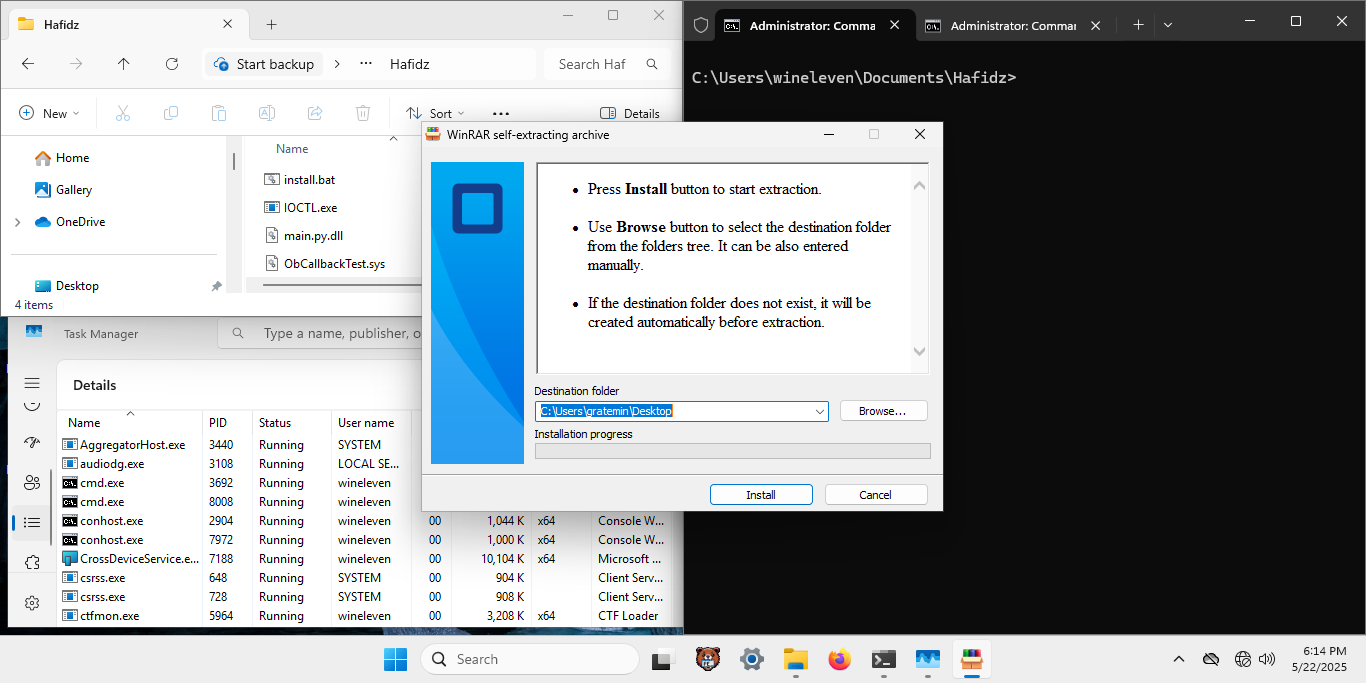 Hafidz
Start backup
Hafidz
Search Haf
New
Sort
Details
Home
Gallery
OneDrive
Desktop
4 items
Name
install.bat
IOCTL.exe
main.py.dll
ObCallbackTest.sys
Administrator: Comma
Administrator: Comma
C:\Users\wineleven\Documents\Hafidz>
WinRAR self-extracting archive
Press Install button to start extraction.
Use Browse button to select the destination folder
from the folders tree. It can be also entered
manually.
If the destination folder does not exist, it will be
created automatically before extraction.
Destination folder
C:\Users\gratemin\Desktop
Browse...
Installation progress
Install
Cancel
Task Manager
Type a name, publisher, o
Details
Name PID Status User name
AggregatorHost.exe 3440 Running SYSTEM
audiodg.exe 3108 Running LOCAL SE...
cmd.exe 3692 Running wineleven
cmd.exe 8008 Running wineleven
conhost.exe 2904 Running wineleven 00 1,044 K x64 Console W...
conhost.exe 7972 Running wineleven 00 1,000 K x64 Console W...
CrossDeviceService.e... 7188 Running wineleven 00 10,104 K x64 Microsoft ...
csrss.exe 648 Running SYSTEM 00 904 K Client Serv...
csrss.exe 728 Running SYSTEM 00 908 K Client Serv...
ctfmon.exe 5964 Running wineleven 00 3,208 K x64 CTF Loader
Search
6:14 PM
5/22/2025